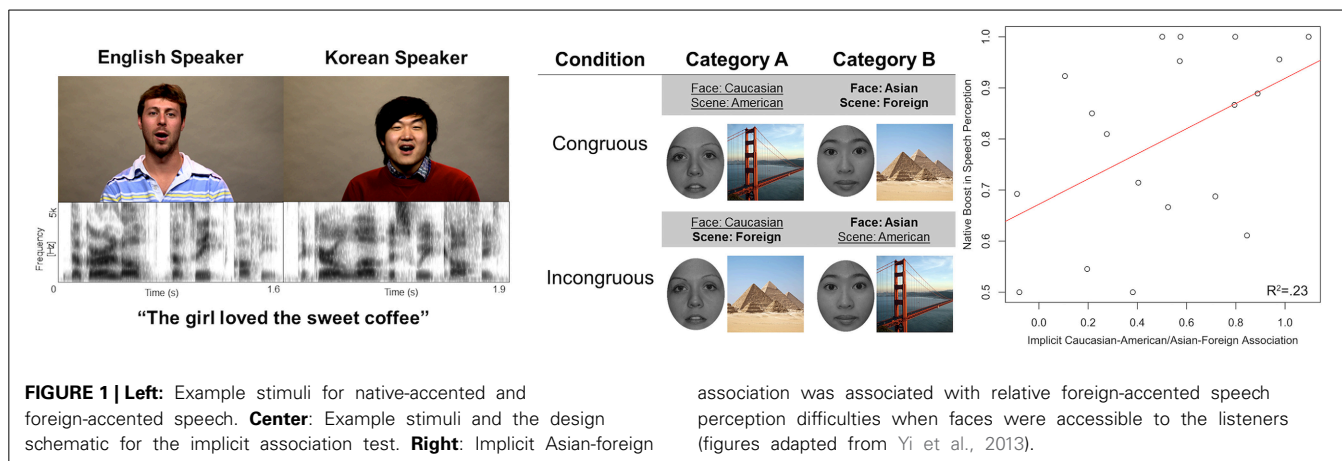 English Speaker
Korean Speaker
5k
Frequency
[Hz]
0
Time (s)
1.6
Time (s)
1.9
“The girl loved the sweet coffee”
Condition
Category A
Category B
Face: Caucasian
Scene: American
Face: Asian
Scene: Foreign
Congruous
Face: Caucasian
Scene: Foreign
Face: Asian
Scene: American
Incongruous
Native Boost in Speech Perception
1.0
0.9
0.8
0.7
0.6
0.5
R²=.23
0.0
0.2
0.4
0.6
0.8
1.0
Implicit Caucasian-American/Asian-Foreign Association
FIGURE 1 | Left: Example stimuli for native-accented and
foreign-accented speech. Center: Example stimuli and the design
schematic for the implicit association test. Right: Implicit Asian-foreign
association was associated with relative foreign-accented speech
perception difficulties when faces were accessible to the listeners
(figures adapted from Yi et al., 2013).